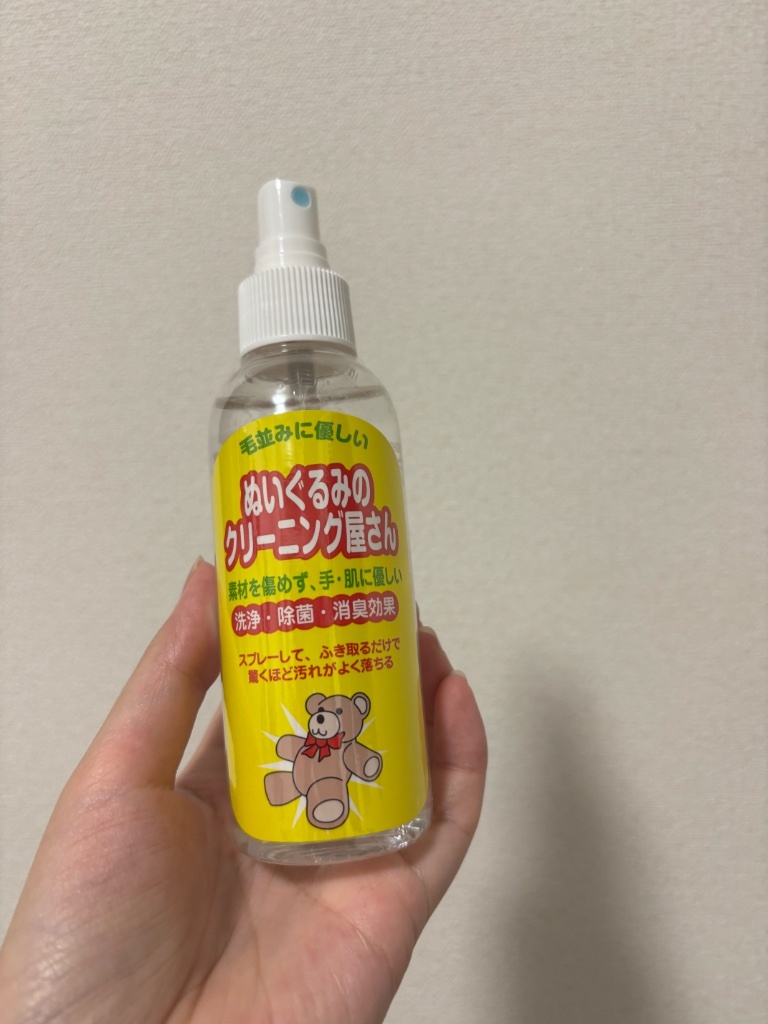 毛並みに優しい
ぬいぐるみの
クリーニング屋さん
素材を傷めず、手・肌に優しい
洗浄・除菌・消臭効果
スプレーして、ふき取るだけで
驚くほど汚れがよく落ちる